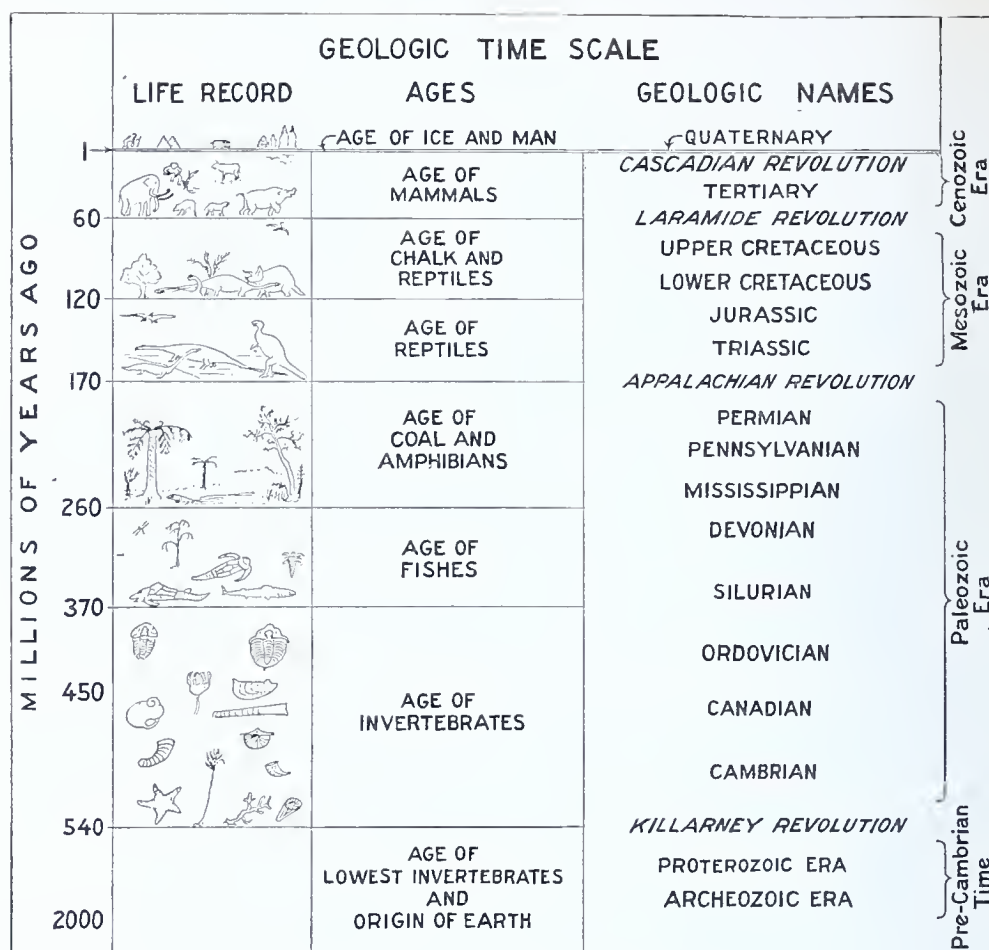 GEOLOGIC TIME SCALE
LIFE RECORD
AGES
GEOLOGIC NAMES
MILLIONS OF YEARS AGO
1
60
120
170
260
370
450
540
2000
AGE OF ICE AND MAN
AGE OF
MAMMALS
AGE OF
CHALK AND
REPTILES
AGE OF
REPTILES
AGE OF
COAL AND
AMPHIBIANS
AGE OF
FISHES
AGE OF
INVERTEBRATES
AGE OF
LOWEST INVERTEBRATES
AND
ORIGIN OF EARTH
QUATERNARY
CASCADIAN REVOLUTION
TERTIARY
LARAMIDE REVOLUTION
UPPER CRETACEOUS
LOWER CRETACEOUS
JURASSIC
TRIASSIC
APPALACHIAN REVOLUTION
PERMIAN
PENNSYLVANIAN
MISSISSIPPIAN
DEVONIAN
SILURIAN
ORDOVICIAN
CANADIAN
CAMBRIAN
KILLARNEY REVOLUTION
PROTEROZOIC ERA
ARCHEOZOIC ERA
Cenozoic
Era
Mesozoic
Era
Paleozoic
Era
Pre-Cambrian
Time